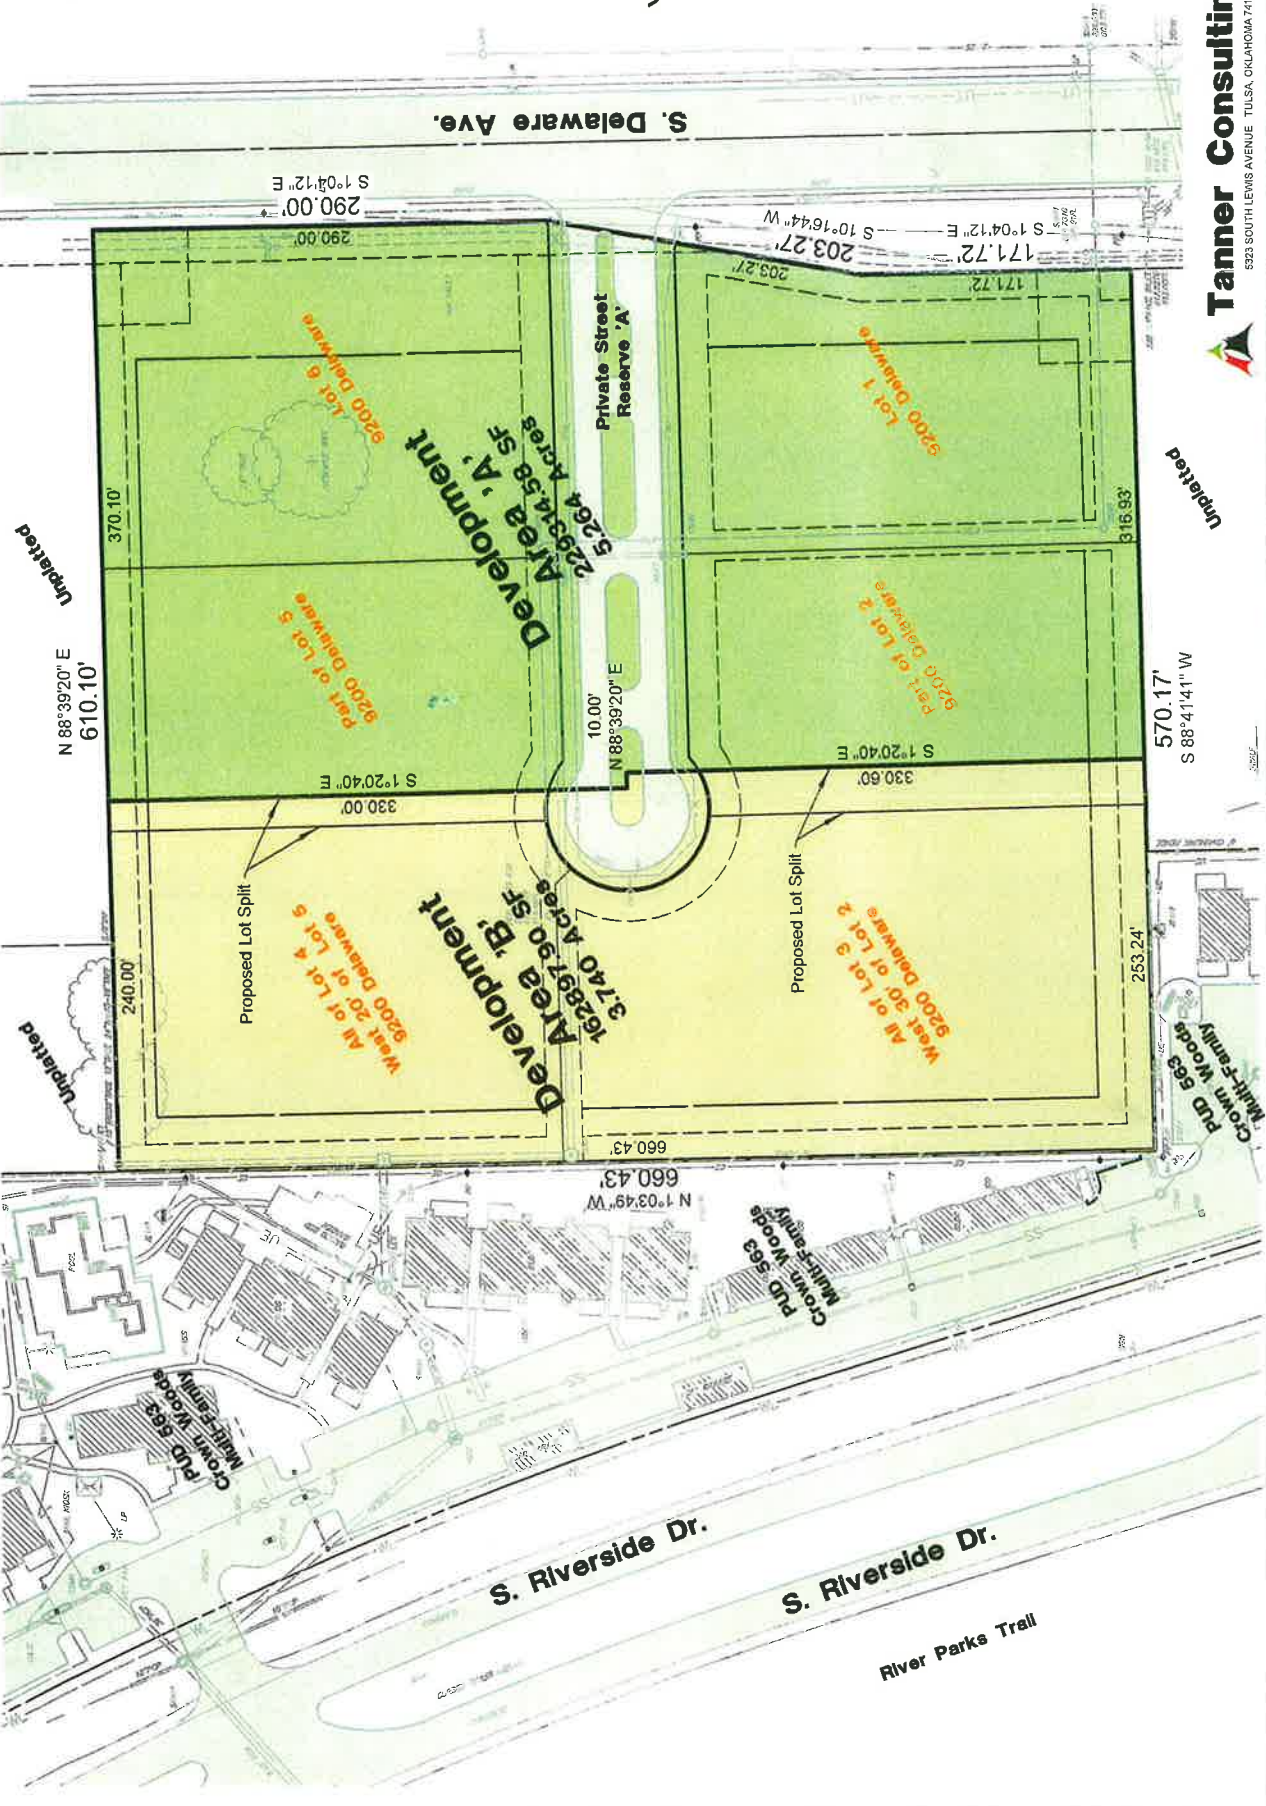 S. Delaware Ave.
S 1°04'12" E
290.00'
290.00'
S 10°16'44" W
203.27'
203.27'
S 1°04'12" E
171.72'
171.72'
Tanner Consultin
5323 SOUTH LEWIS AVENUE TULSA, OKLAHOMA 741
Unplatted
N 88°39'20" E
610.10'
370.10'
Lot 6
9200 Delaware
Part of Lot 5
9200 Delaware
Development
Area 'A'
229314.58 SF
5.264 Acres
Private Street
Reserve 'A'
Lot 1
9200 Delaware
Part of Lot 2
9200 Delaware
316.93'
Unplatted
570.17'
S 88°41'41" W
10.00'
N 88°39'20" E
S 1°20'40" E
330.00'
S 1°20'40" E
330.60'
Proposed Lot Split
Proposed Lot Split
Unplatted
240.00'
All of Lot 4
West 20' of Lot 5
9200 Delaware
Development
Area 'B'
162897.90 SF
3.740 Acres
All of Lot 3
West 30' of Lot 2
9200 Delaware
253.24'
660.43'
660.43'
N 1°03'49" W
PUD 563
Crown Woods
Multi-Family
PUD 563
Crown Woods
Multi-Family
PUD 563
Crown Woods
Multi-Family
POOL
UE
LP
SS
SS
S. Riverside Dr.
S. Riverside Dr.
River Parks Trail